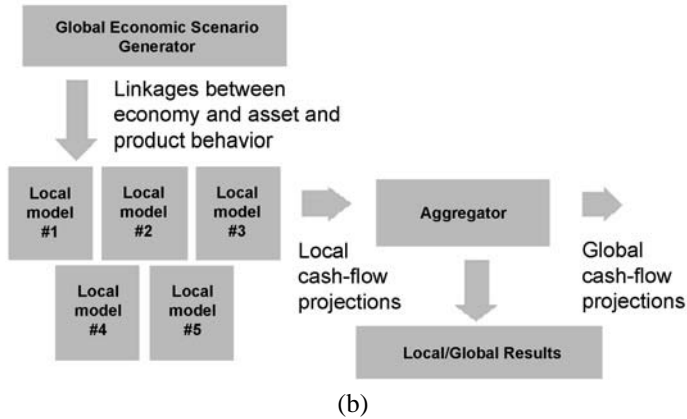 Global Economic Scenario
Generator
Linkages between
economy and asset and
product behavior
Local
model
#1
Local
model
#2
Local
model
#3
Local
model
#4
Local
model
#5
Local
cash-flow
projections
Aggregator
Global
cash-flow
projections
Local/Global Results
(b)